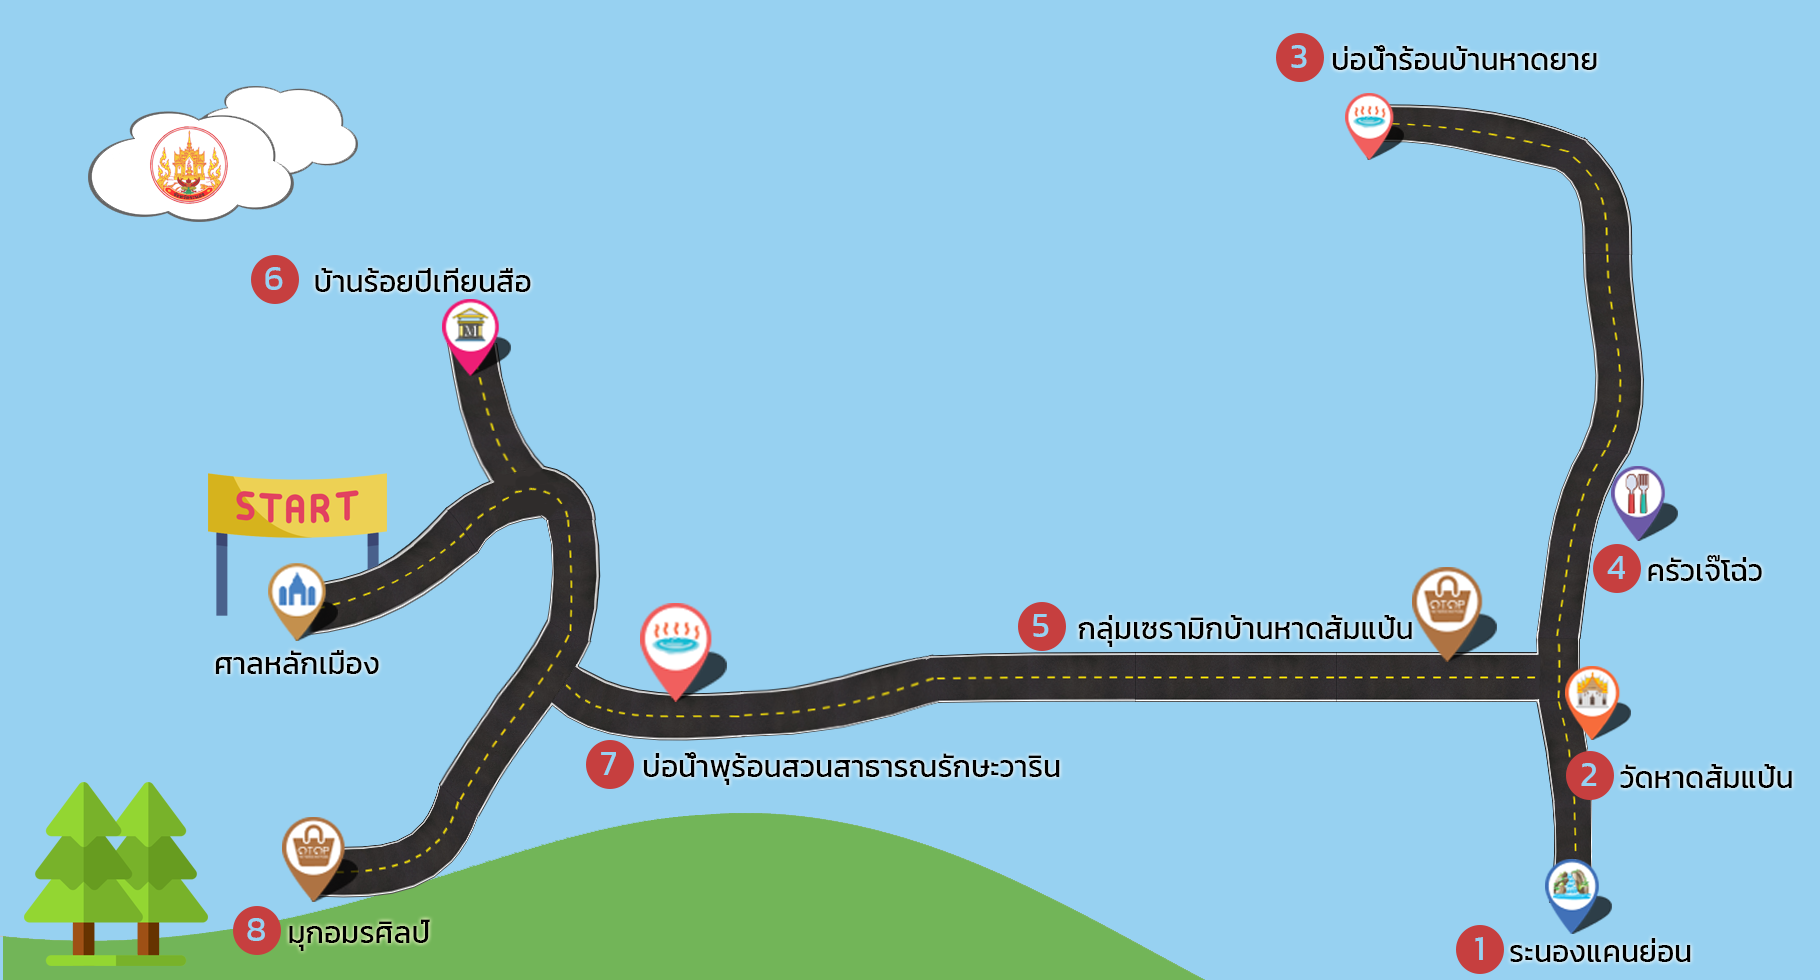 3 บ่อน้ำร้อนบ้านหาดยาย
6 บ้านร้อยปีเทียนสือ
M
START
ศาลหลักเมือง
4 ครัวเจ๊โฉ่ว
OTOP
5 กลุ่มเซรามิกบ้านหาดส้มแป้น
7 บ่อน้ำพุร้อนสวนสาธารณรักษะวาริน
2 วัดหาดส้มแป้น
OTOP
8 มุกอมรศิลป์
1 ระนองแคนย่อน